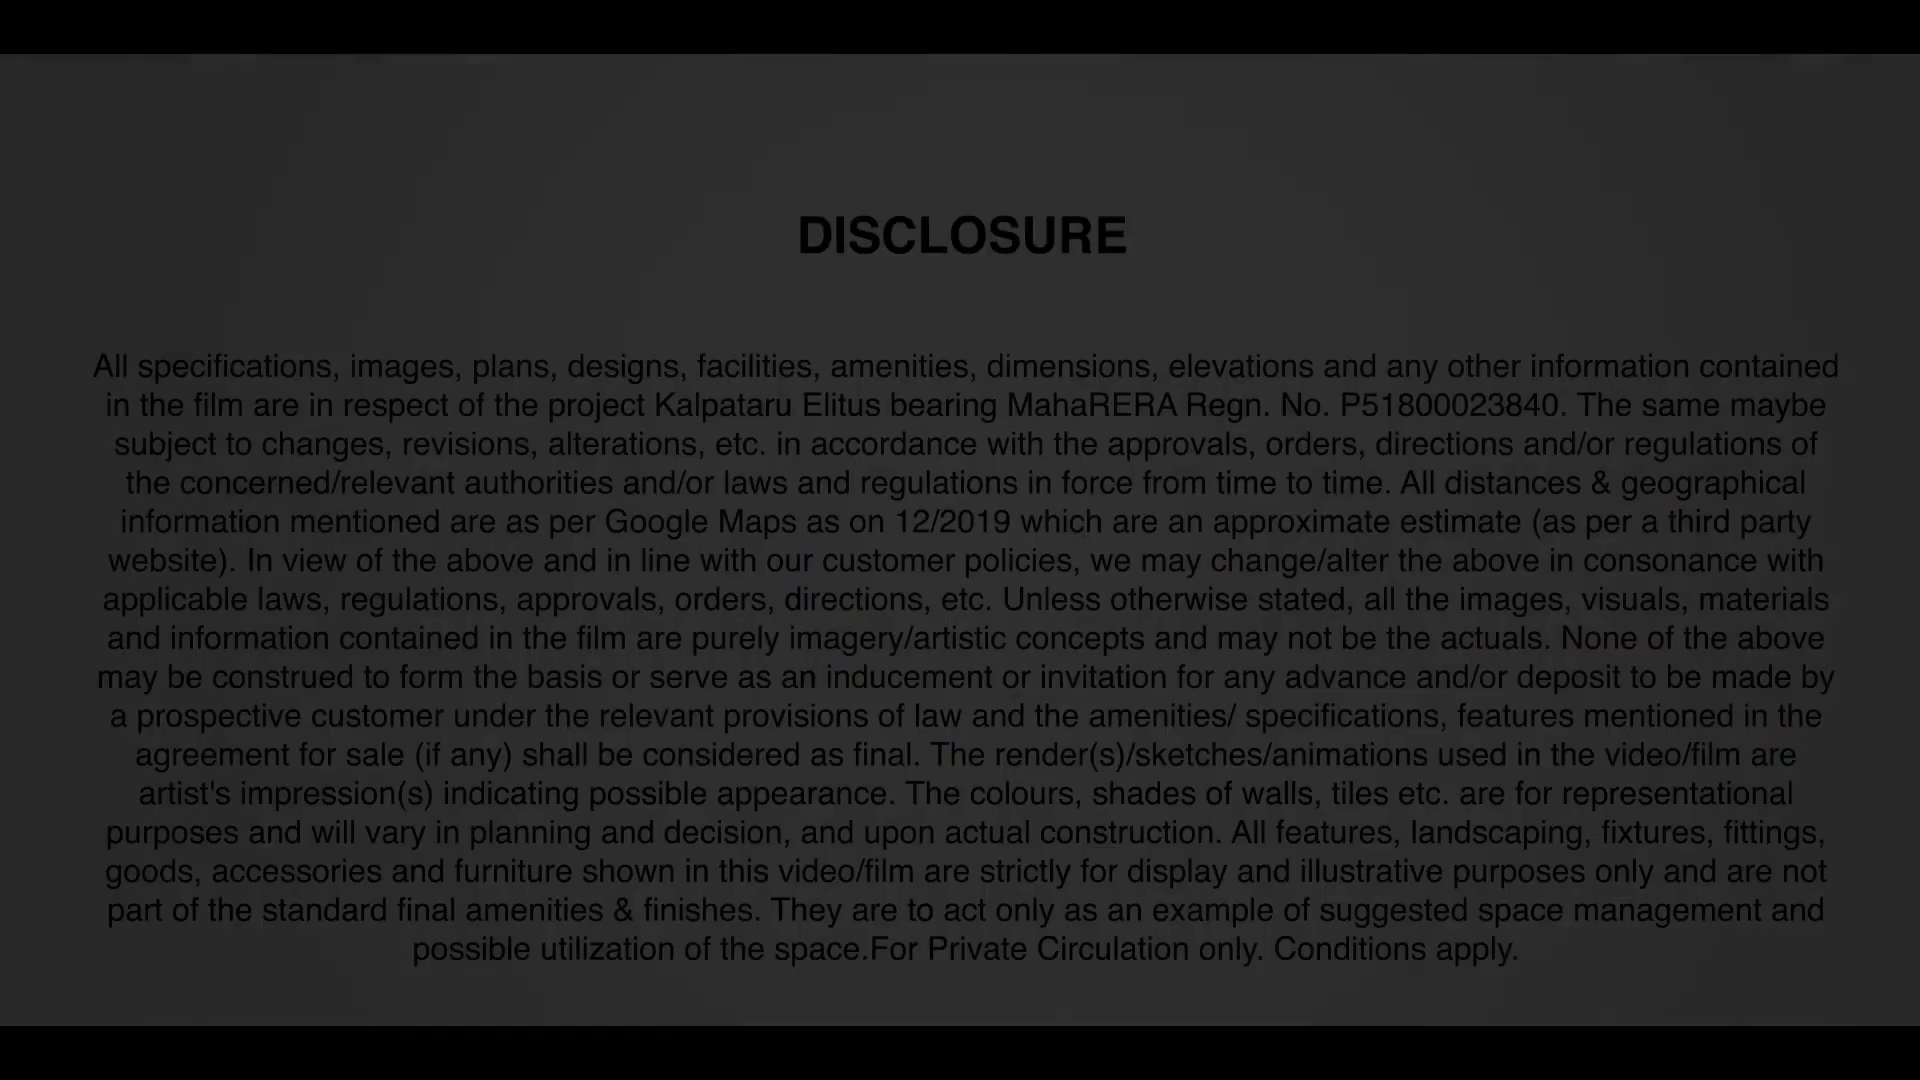 DISCLOSURE
All specifications, images, plans, designs, facilities, amenities, dimensions, elevations and any other information contained
in the film are in respect of the project Kalpataru Elitus bearing MahaRERA Regn. No. P51800023840. The same maybe
subject to changes, revisions, alterations, etc. in accordance with the approvals, orders, directions and/or regulations of
the concerned/relevant authorities and/or laws and regulations in force from time to time. All distances & geographical
information mentioned are as per Google Maps as on 12/2019 which are an approximate estimate (as per a third party
website). In view of the above and in line with our customer policies, we may change/alter the above in consonance with
applicable laws, regulations, approvals, orders, directions, etc. Unless otherwise stated, all the images, visuals, materials
and information contained in the film are purely imagery/artistic concepts and may not be the actuals. None of the above
may be construed to form the basis or serve as an inducement or invitation for any advance and/or deposit to be made by
a prospective customer under the relevant provisions of law and the amenities/ specifications, features mentioned in the
agreement for sale (if any) shall be considered as final. The render(s)/sketches/animations used in the video/film are
artist's impression(s) indicating possible appearance. The colours, shades of walls, tiles etc. are for representational
purposes and will vary in planning and decision, and upon actual construction. All features, landscaping, fixtures, fittings,
goods, accessories and furniture shown in this video/film are strictly for display and illustrative purposes only and are not
part of the standard final amenities & finishes. They are to act only as an example of suggested space management and
possible utilization of the space.For Private Circulation only. Conditions apply.